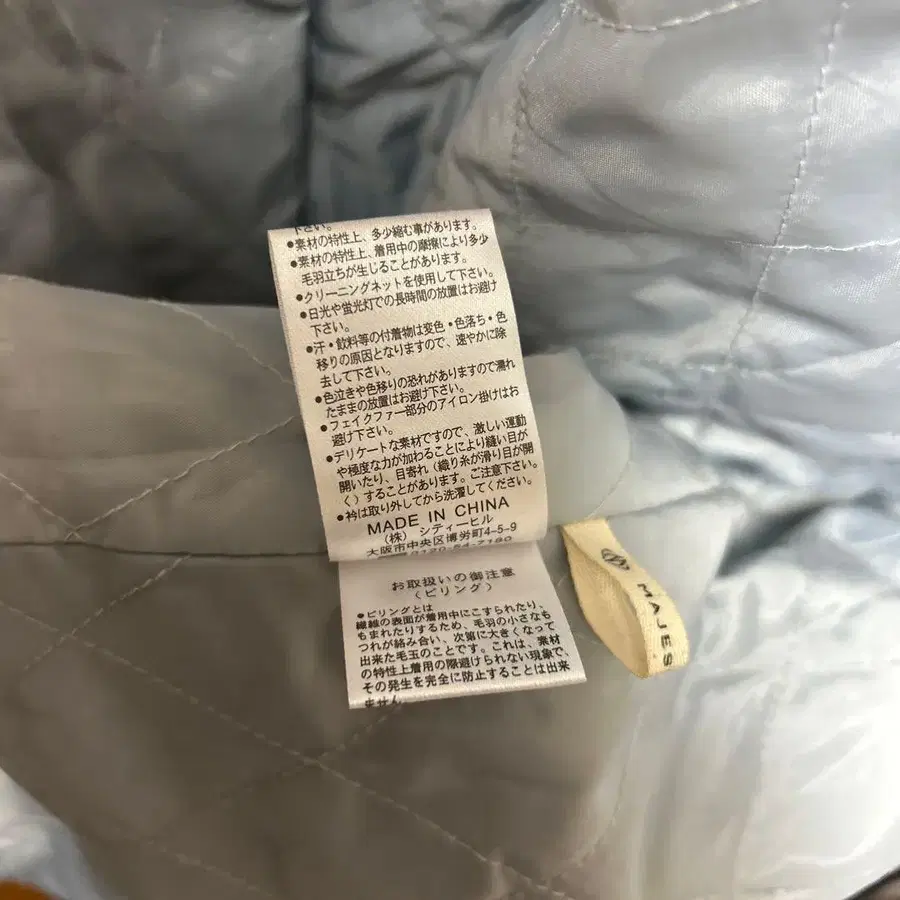 下さい。
●素材の特性上、多少縮む事があります。
●素材の特性上、着用中の摩擦により多少
毛羽立ちが生じることがあります。
●クリーニングネットを使用して下さい。
●日光や蛍光灯での長時間の放置はお避け
下さい。
●汗・飲料等の付着物は変色・色落ち・色
移りの原因となりますので、速やかに除
去して下さい。
●色泣きや色移りの恐れがありますので濡れ
たままの放置はお避け下さい。
●フェイクファー部分のアイロン掛けはお
避け下さい。
●デリケートな素材ですので、激しい運動
や極度な力が加わることにより縫い目が
開いたり、目寄れ(織り糸が滑り目が開
く)することがあります。ご注意下さい。
●衿は取り外してから洗濯してください。
MADE IN CHINA
(株) シティーヒル
大阪市中央区博労町4-5-9
お取扱いの御注意
(ピリング)
●ピリングとは
繊維の表面が着用中にこすられたり、
もまれたりするため、毛羽の小さなも
つれが絡み合い、次第に大きくなって
出来た毛玉のことです。これは、素材
の特性上着用の際避けられない現象で、
その発生を完全に防止することは出来
ません。
MAJES